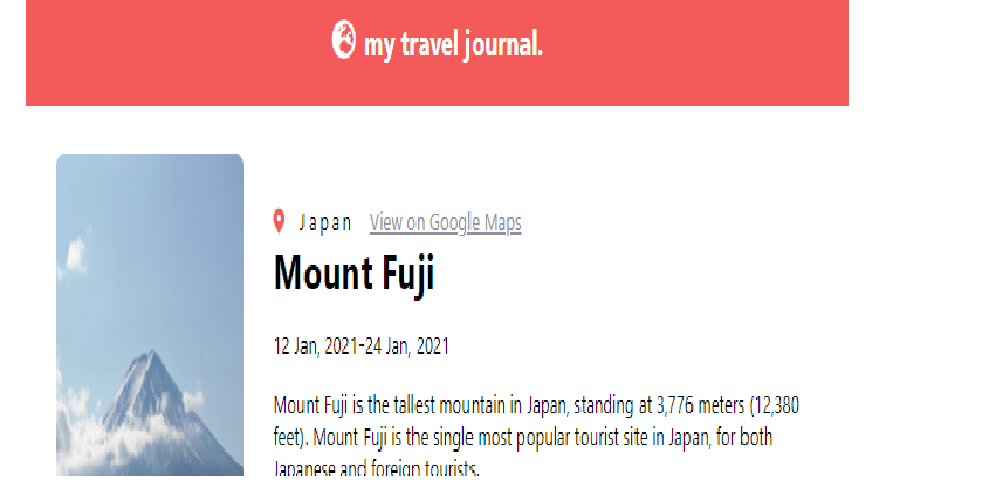 my travel journal.
Japan View on Google Maps
Mount Fuji
12 Jan, 2021-24 Jan, 2021
Mount Fuji is the tallest mountain in Japan, standing at 3,776 meters (12,380
feet). Mount Fuji is the single most popular tourist site in Japan, for both
Japanese and foreign tourists.